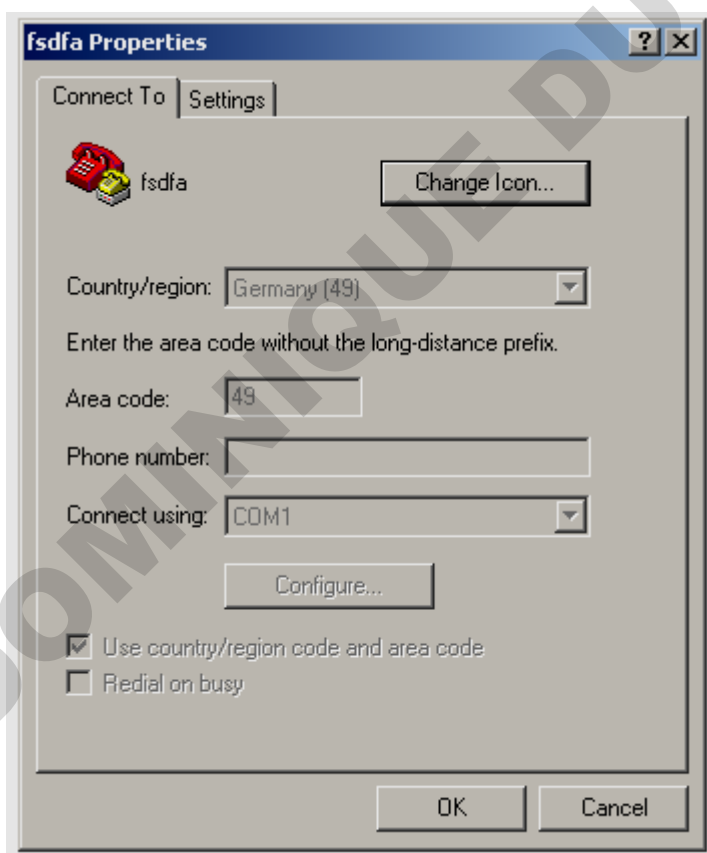 fsdfa Properties
Connect To Settings
fsdfa Change Icon...
Country/region: Germany (49)
Enter the area code without the long-distance prefix.
Area code: 49
Phone number:
Connect using: COM1
Configure...
Use country/region code and area code
Redial on busy
OK Cancel
DOMINIQUE DU